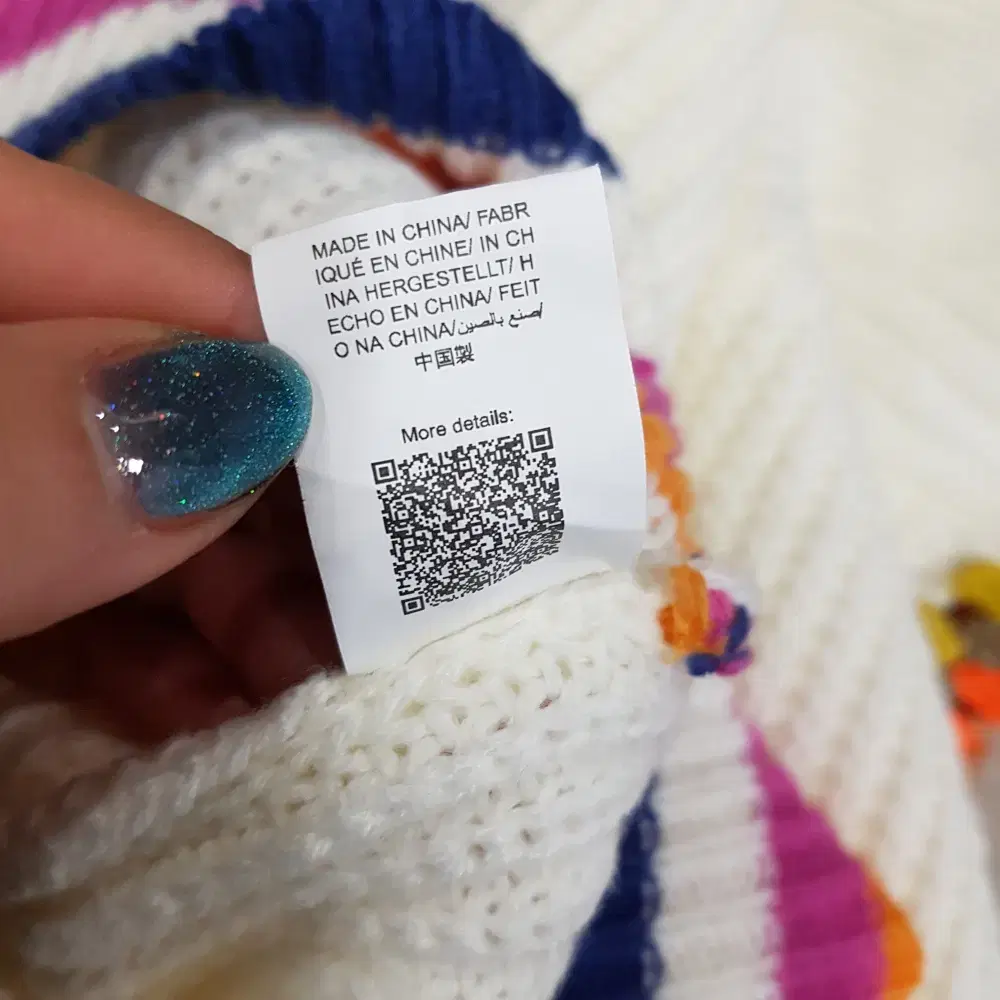 MADE IN CHINA/ FABR
IQUÉ EN CHINE/ IN CH
INA HERGESTELLT/ H
ECHO EN CHINA/ FEIT
O NA CHINA/صنع بالصين/
中国製
More details: